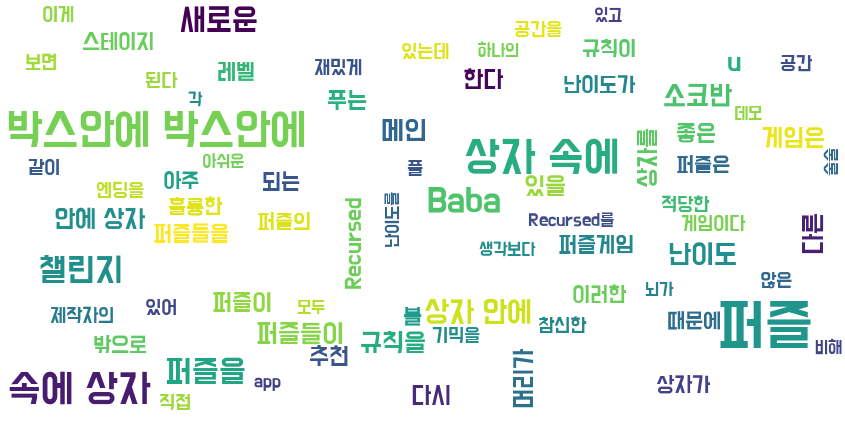 이게
새로운
있고
스테이지
공간을
보면
있는데
하나의
규칙이
된다
레벨
재밌게
한다
난이도가
u
공간
각
푸는
소코반
데모
박스안에 박스안에
메인
상자 속에
상자를
좋은
게임은
같이
아쉬운
플
퍼즐은
술술
엔딩을
아주
되는
있을
훌륭한
Recursed
난이도를
Baba
적당한
안에 상자
퍼즐들을
퍼즐의
Recursed를
게임이다
다른
퍼즐게임
생각보다
난이도
챌린지
뇌가
않은
제작자의
있어
퍼즐이
모두
상자 안에
이러한
퍼즐
밖으로
퍼즐들이
불
규칙을
기믹을
참신한
때문에
비해
속에 상자
퍼즐을
추천
머리가
직접
app
다시
상자가